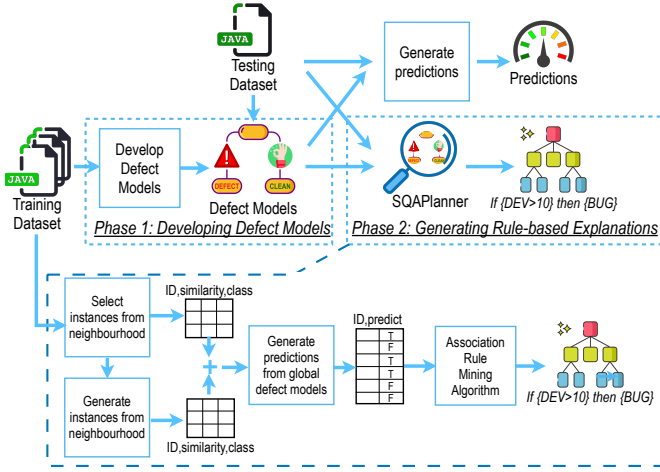 JAVA
Testing
Dataset
Generate
predictions
Predictions
JAVA
Training
Dataset
Develop
Defect
Models
DEFECT
CLEAN
Defect Models
Phase 1: Developing Defect Models
DEFECT
CLEAN
SQAPlanner
If {DEV>10} then {BUG}
Phase 2: Generating Rule-based Explanations
Select
instances from
neighbourhood
ID,similarity,class
Generate
instances from
neighbourhood
ID,similarity,class
+
Generate
predictions
from global
defect models
ID,predict
T
F
T
T
F
F
Association
Rule
Mining
Algorithm
If {DEV>10} then {BUG}